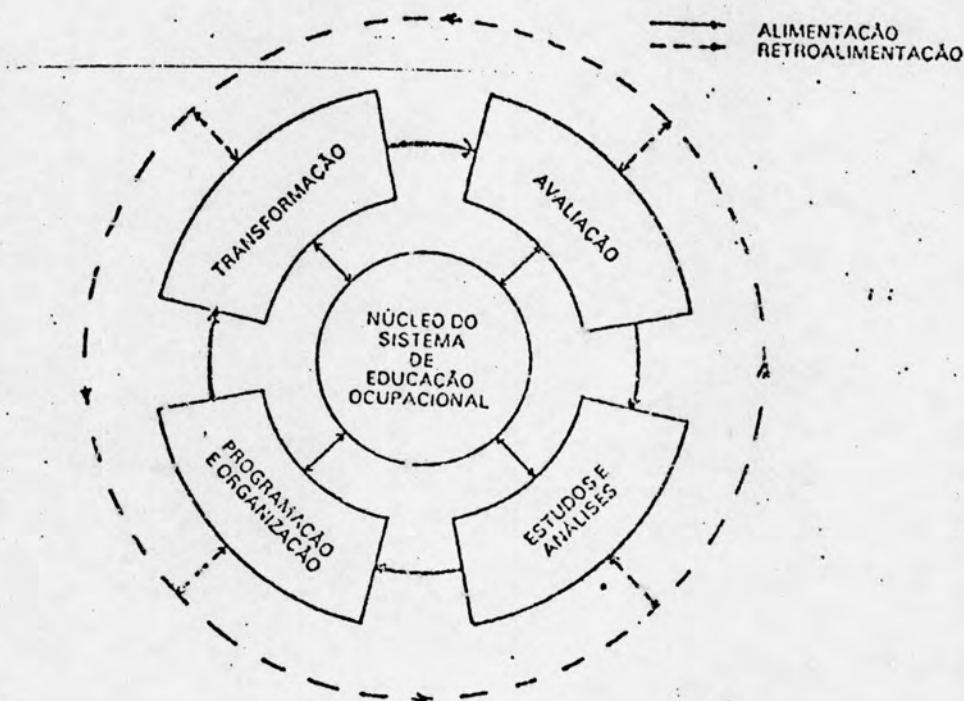 ALIMENTAÇÃO
RETROALIMENTAÇÃO
TRANSFORMAÇÃO
AVALIAÇÃO
NÚCLEO DO
SISTEMA
DE
EDUCAÇÃO
OCUPACIONAL
PROGRAMAÇÃO
E ORGANIZAÇÃO
ESTUDOS E
ANÁLISES